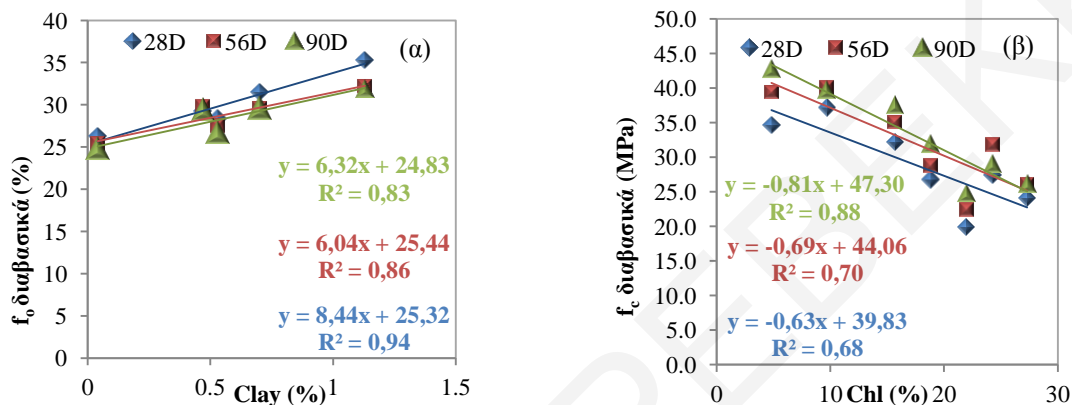 40
35
30
25
20
15
10
5
0
f₀ διαβασικά (%)
28D 56D 90D (α)
y = 6,32x + 24,83
R² = 0,83
y = 6,04x + 25,44
R² = 0,86
y = 8,44x + 25,32
R² = 0,94
0 0.5 1 1.5
Clay (%)
50.0
45.0
40.0
35.0
30.0
25.0
20.0
15.0
10.0
5.0
0.0
f_c διαβασικά (MPa)
28D 56D 90D (β)
y = -0,81x + 47,30
R² = 0,88
y = -0,69x + 44,06
R² = 0,70
y = -0,63x + 39,83
R² = 0,68
0 10 20 30
Chl (%)